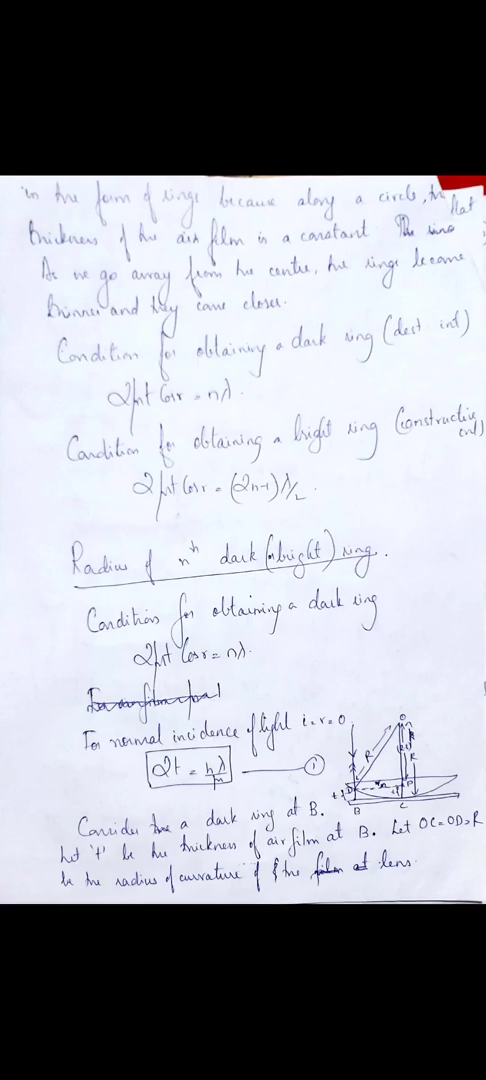 in the form of rings because along a circle, the
thickness of the air film is a constant. The rings
flat
As we go away from the centre, the rings become
thinner and they come closer.
Condition for obtaining a dark ring (dest int)
2μt Cos r = nλ.
Condition for obtaining a bright ring (Constructive
int)
2μt Cos r = (2n-1) λ/2.
Radius of nth dark (bright) ring.
Condition for obtaining a dark ring
2μt Cos r = nλ.
For normal incidence of light i=r=0.
2t = nλ/μ ——— 1
O
R
R
D
P
t
B
C
Consider a dark ring at B.
Let 't' be the thickness of air film at B. Let OC=OD=R
be the radius of curvature of the lens.